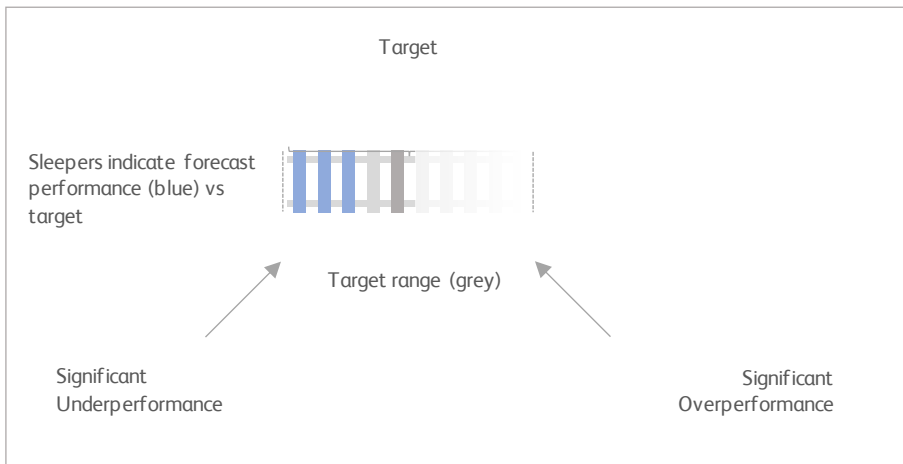 Target
Sleepers indicate forecast
performance (blue) vs
target
Target range (grey)
Significant
Underperformance
Significant
Overperformance